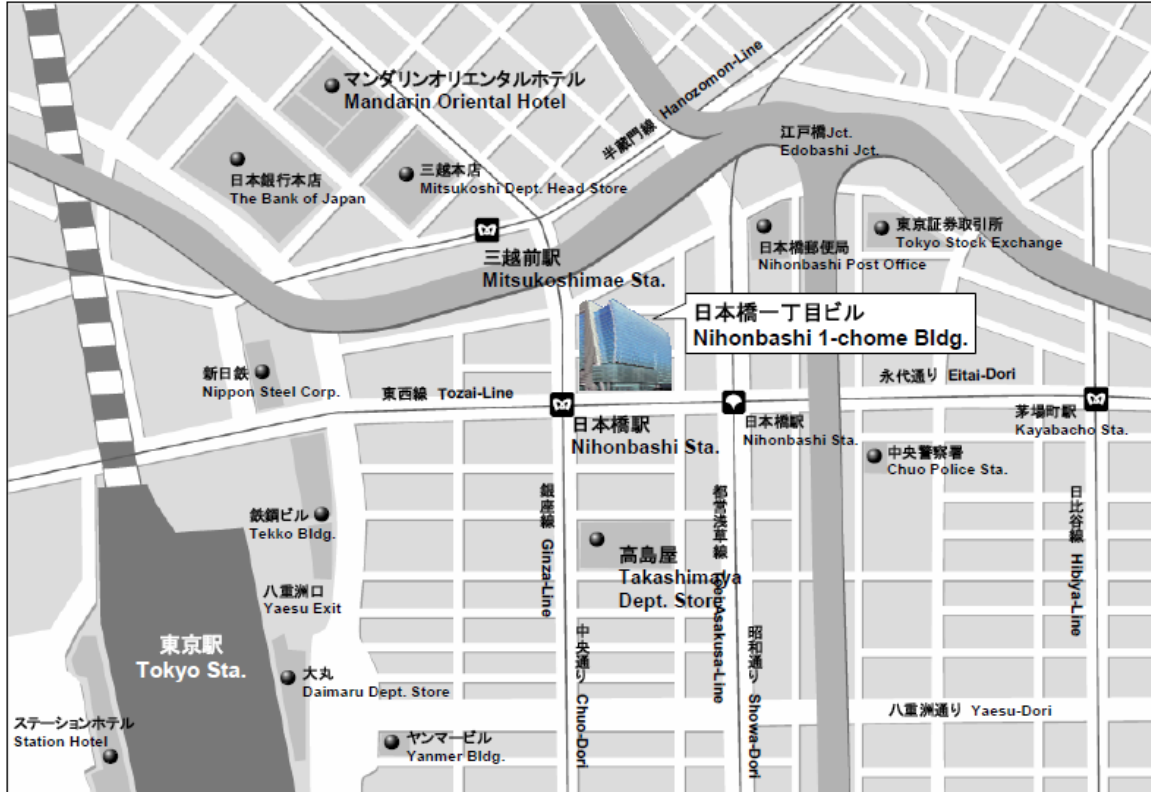 マンダリンオリエンタルホテル
Mandarin Oriental Hotel
半蔵門線 Hanozomon-Line
江戸橋Jct.
Edobashi Jct.
日本銀行本店
The Bank of Japan
三越本店
Mitsukoshi Dept. Head Store
三越前駅
Mitsukoshimae Sta.
日本橋郵便局
Nihonbashi Post Office
東京証券取引所
Tokyo Stock Exchange
日本橋一丁目ビル
Nihonbashi 1-chome Bldg.
新日鉄
Nippon Steel Corp.
東西線 Tozai-Line
永代通り Eitai-Dori
日本橋駅
Nihonbashi Sta.
日本橋駅
Nihonbashi Sta.
茅場町駅
Kayabacho Sta.
中央警察署
Chuo Police Sta.
鉄鋼ビル
Tekko Bldg.
銀座線 Ginza-Line
都営浅草線 Toei Asakusa-Line
日比谷線 Hibiya-Line
高島屋
Takashimaya
Dept. Store
八重洲口
Yaesu Exit
東京駅
Tokyo Sta.
大丸
Daimaru Dept. Store
中央通り Chuo-Dori
昭和通り Showa-Dori
八重洲通り Yaesu-Dori
ステーションホテル
Station Hotel
ヤンマービル
Yanmer Bldg.